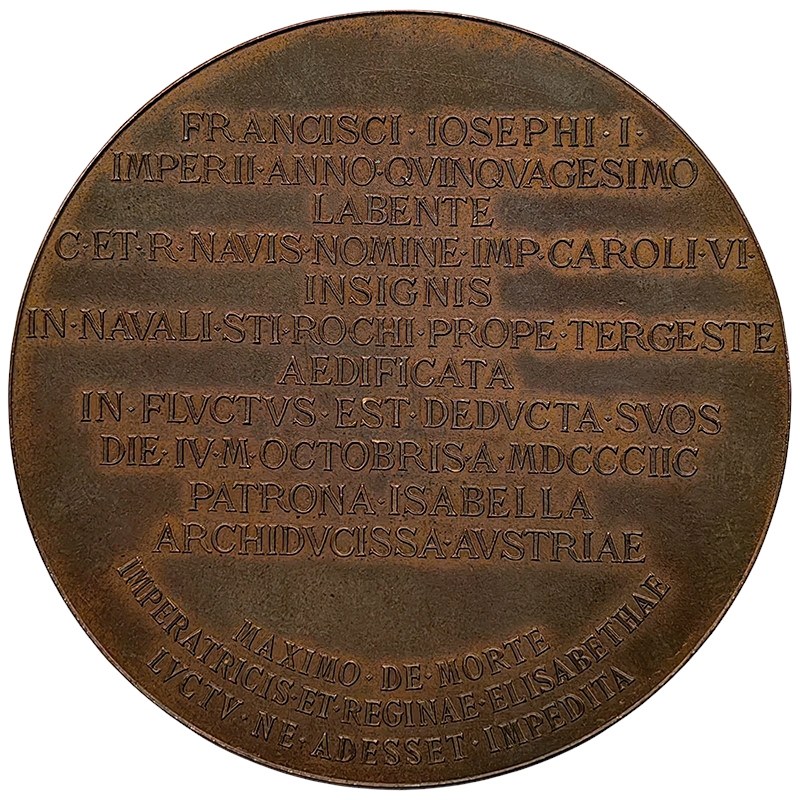 FRANCISCI · IOSEPHI · I ·
IMPERII · ANNO · QVINQVAGESIMO
LABENTE
C · ET · R · NAVIS · NOMINE · IMP · CAROLI · VI ·
INSIGNIS
IN · NAVALI · STI · ROCHI · PROPE · TERGESTE
AEDIFICATA
IN · FLVCTVS · EST · DEDVCTA · SVOS
DIE · IV · M · OCTOBRIS · A · MDCCCIIC
PATRONA · ISABELLA
ARCHIDVCISSA · AVSTRIAE
MAXIMO · DE · MORTE
IMPERATRICIS · ET · REGINAE · ELISABETHAE
LVCTV · NE · ADESSET · IMPEDITA